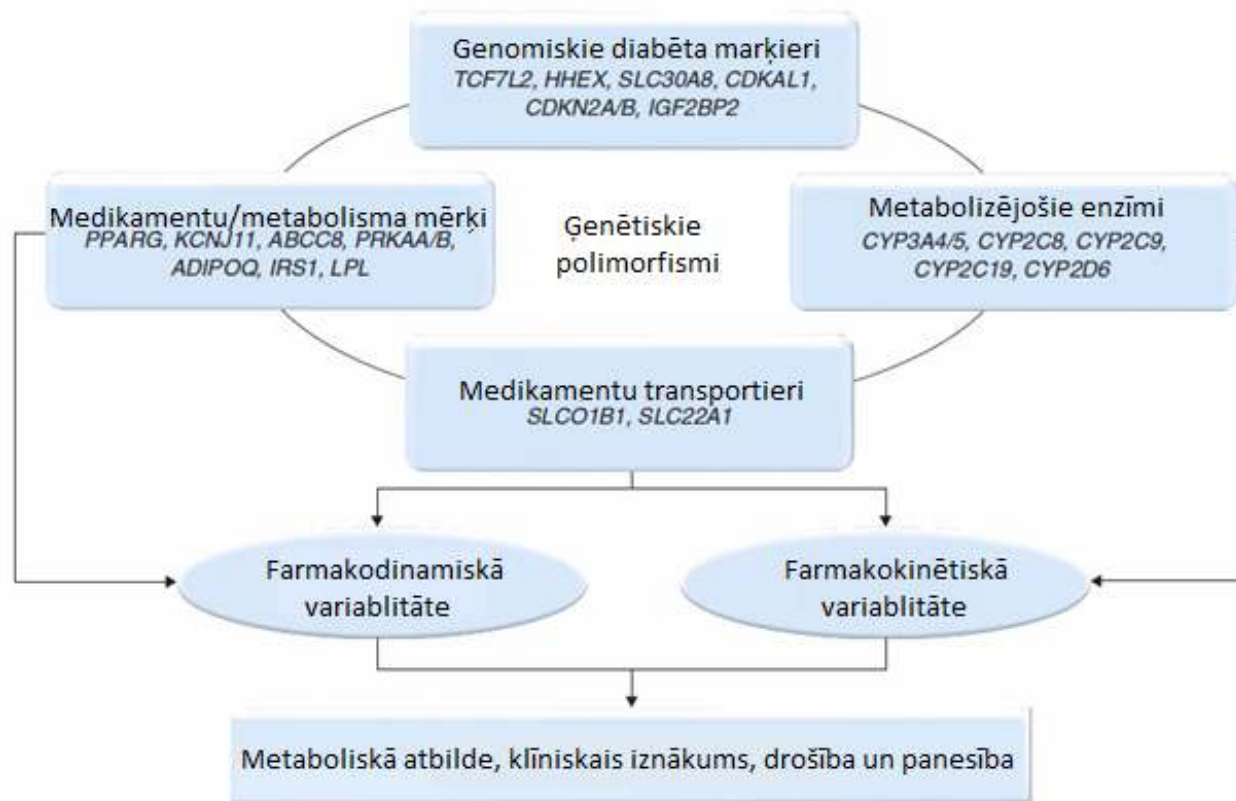 Genomiskie diabēta marķieri
TCF7L2, HHEX, SLC30A8, CDKAL1,
CDKN2A/B, IGF2BP2
Medikamentu/metabolisma mērķi
PPARG, KCNJ11, ABCC8, PRKAA/B,
ADIPOQ, IRS1, LPL
Ģenētiskie
polimorfismi
Metabolizējošie enzīmi
CYP3A4/5, CYP2C8, CYP2C9,
CYP2C19, CYP2D6
Medikamentu transportieri
SLCO1B1, SLC22A1
Farmakodinamiskā
variablitāte
Farmakokinētiskā
variablitāte
Metaboliskā atbilde, klīniskais iznākums, drošība un panesība